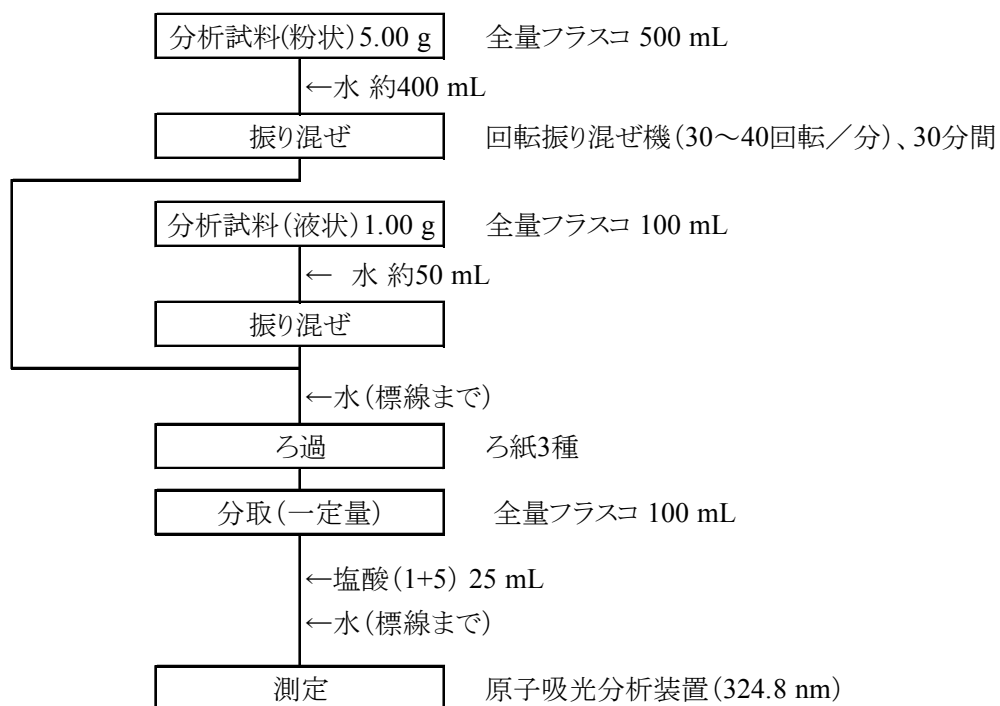 分析試料(粉状)5.00 g 全量フラスコ 500 mL
←水 約400 mL
振り混ぜ 回転振り混ぜ機(30～40回転／分)、30分間
分析試料(液状)1.00 g 全量フラスコ 100 mL
← 水 約50 mL
振り混ぜ
←水(標線まで)
ろ過 ろ紙3種
分取(一定量) 全量フラスコ 100 mL
←塩酸(1+5) 25 mL
←水(標線まで)
測定 原子吸光分析装置(324.8 nm)